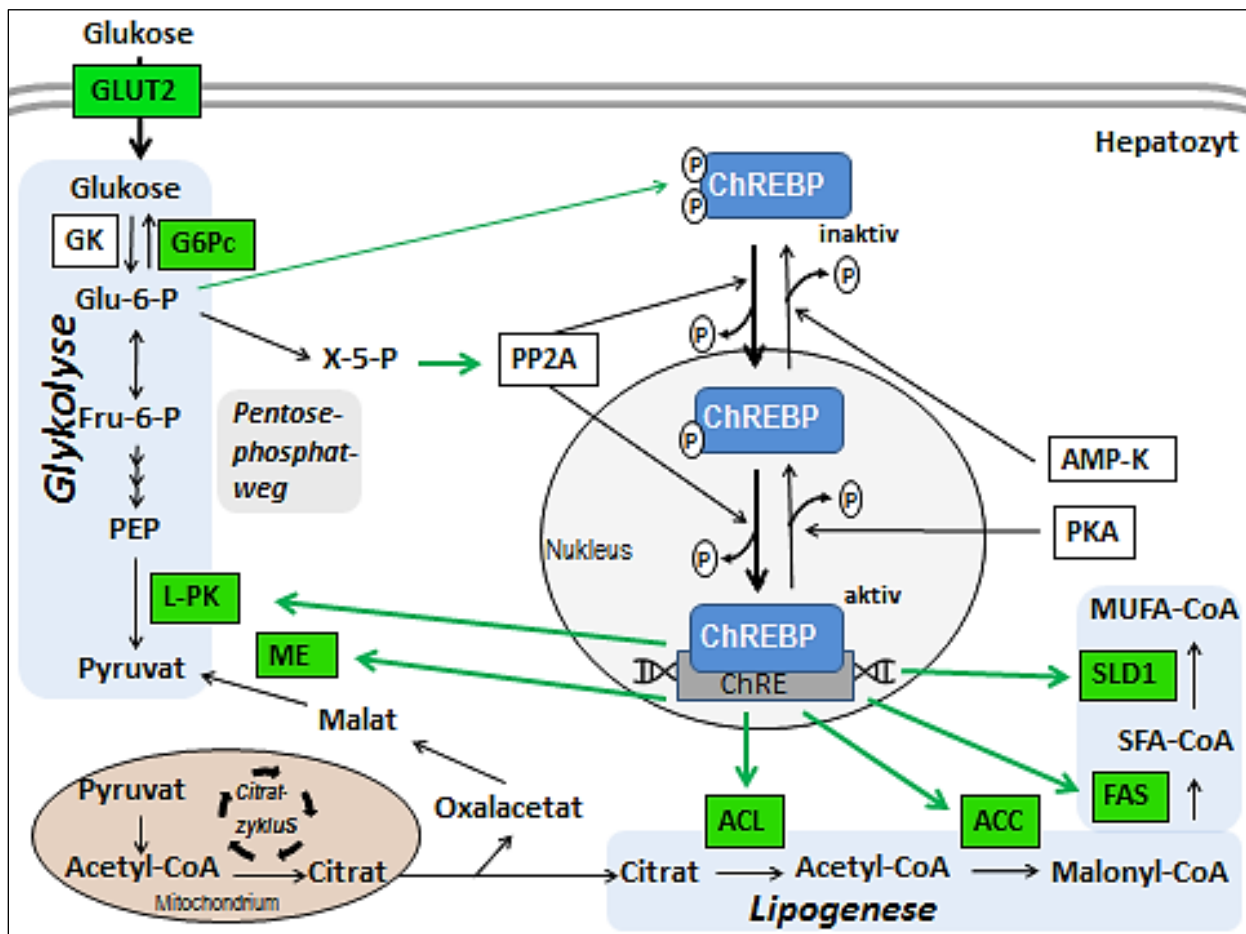 Glukose
GLUT2
Hepatozyt
Glukose
GK
G6Pc
Glu-6-P
Glykolyse
Fru-6-P
PEP
L-PK
Pyruvat
ME
X-5-P
Pentose-
phosphat-
weg
PP2A
P
P
ChREBP
inaktiv
P
P
ChREBP
P
AMP-K
PKA
P
P
Nukleus
aktiv
ChREBP
ChRE
MUFA-CoA
SLD1
SFA-CoA
FAS
Malat
Oxalacetat
Pyruvat
Citrat-
zykluS
Acetyl-CoA
Citrat
Mitochondrium
ACL
ACC
Citrat
Acetyl-CoA
Malonyl-CoA
Lipogenese